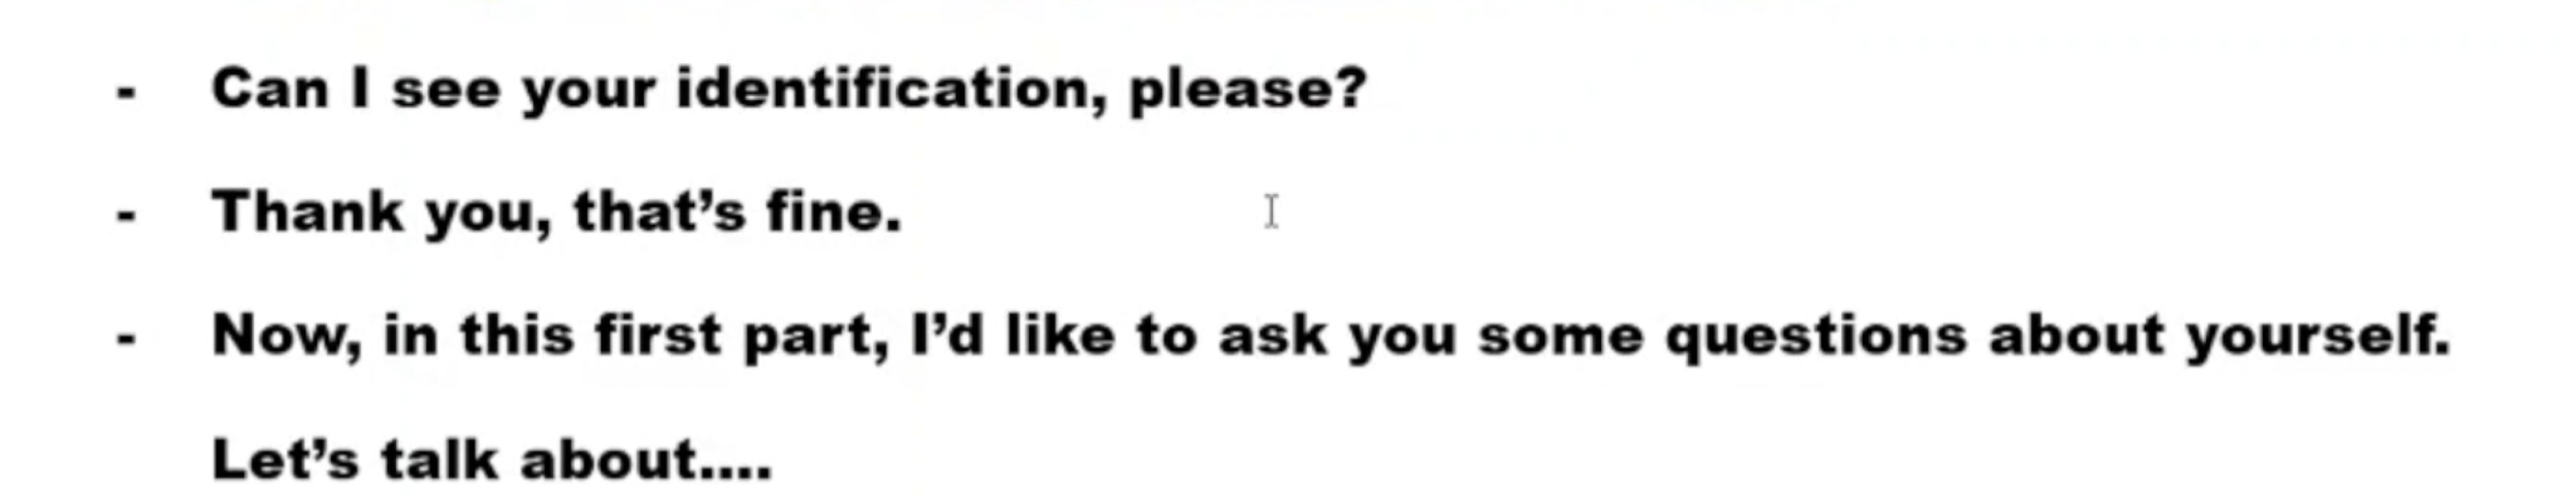 - Can I see your identification, please?
- Thank you, that’s fine.
- Now, in this first part, I’d like to ask you some questions about yourself.
Let’s talk about....